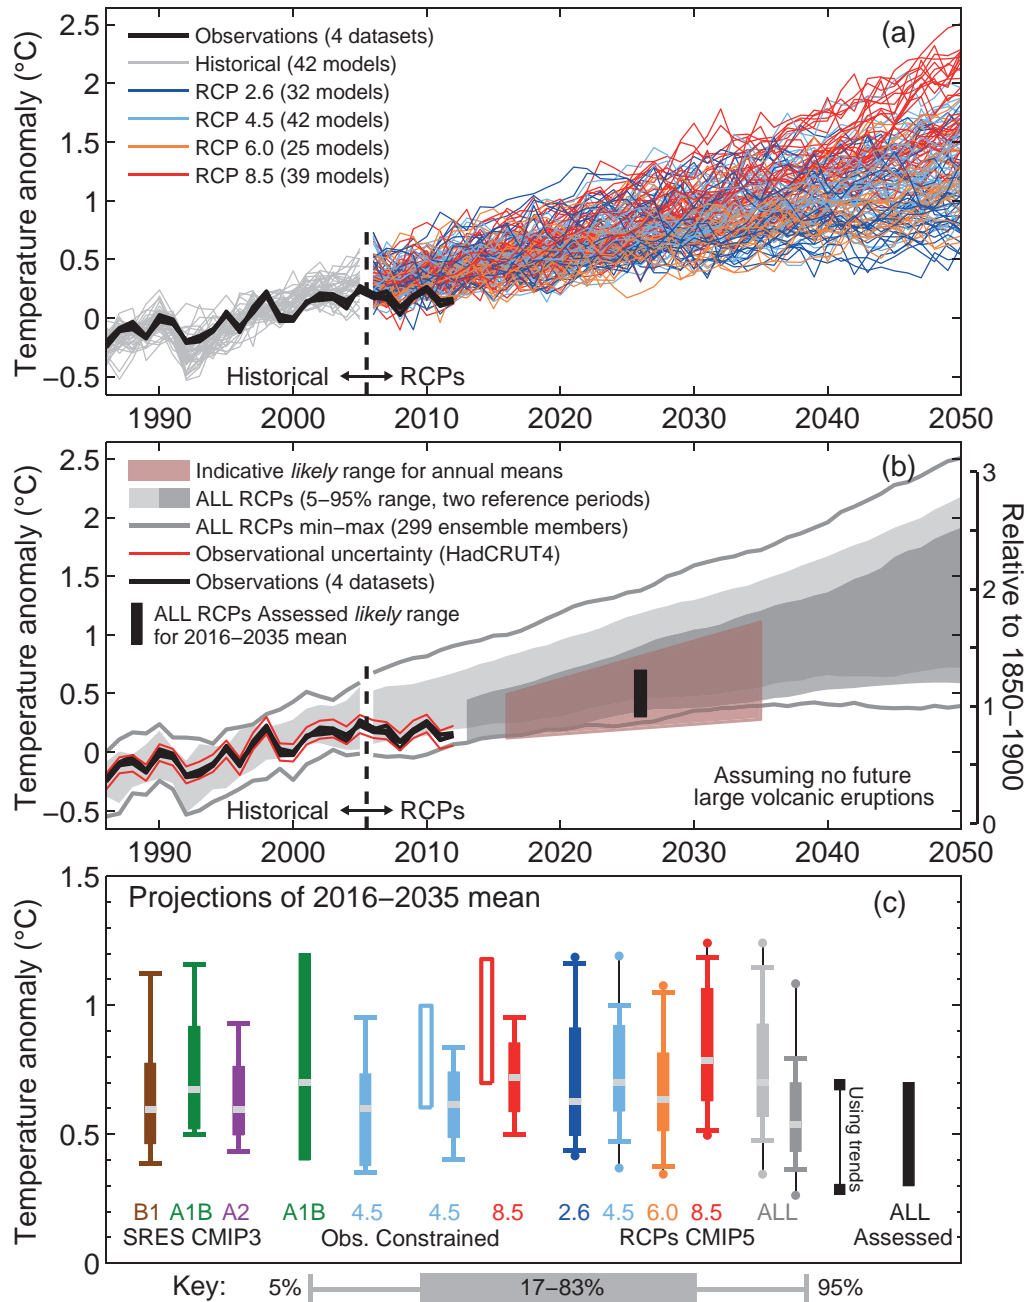 (a)
Temperature anomaly (°C)
2.5
2
1.5
1
0.5
0
−0.5
Observations (4 datasets)
Historical (42 models)
RCP 2.6 (32 models)
RCP 4.5 (42 models)
RCP 6.0 (25 models)
RCP 8.5 (39 models)
Historical RCPs
1990 2000 2010 2020 2030 2040 2050
(b)
Temperature anomaly (°C)
2.5
2
1.5
1
0.5
0
−0.5
Indicative likely range for annual means
ALL RCPs (5−95% range, two reference periods)
ALL RCPs min−max (299 ensemble members)
Observational uncertainty (HadCRUT4)
Observations (4 datasets)
ALL RCPs Assessed likely range
for 2016−2035 mean
Historical RCPs
Assuming no future
large volcanic eruptions
3
2
1
0
Relative to 1850−1900
1990 2000 2010 2020 2030 2040 2050
Projections of 2016−2035 mean (c)
Temperature anomaly (°C)
1.5
1
0.5
0
Using trends
B1 A1B A2 A1B 4.5 4.5 8.5 2.6 4.5 6.0 8.5 ALL ALL
SRES CMIP3 Obs. Constrained RCPs CMIP5 Assessed
Key: 5% 17−83% 95%